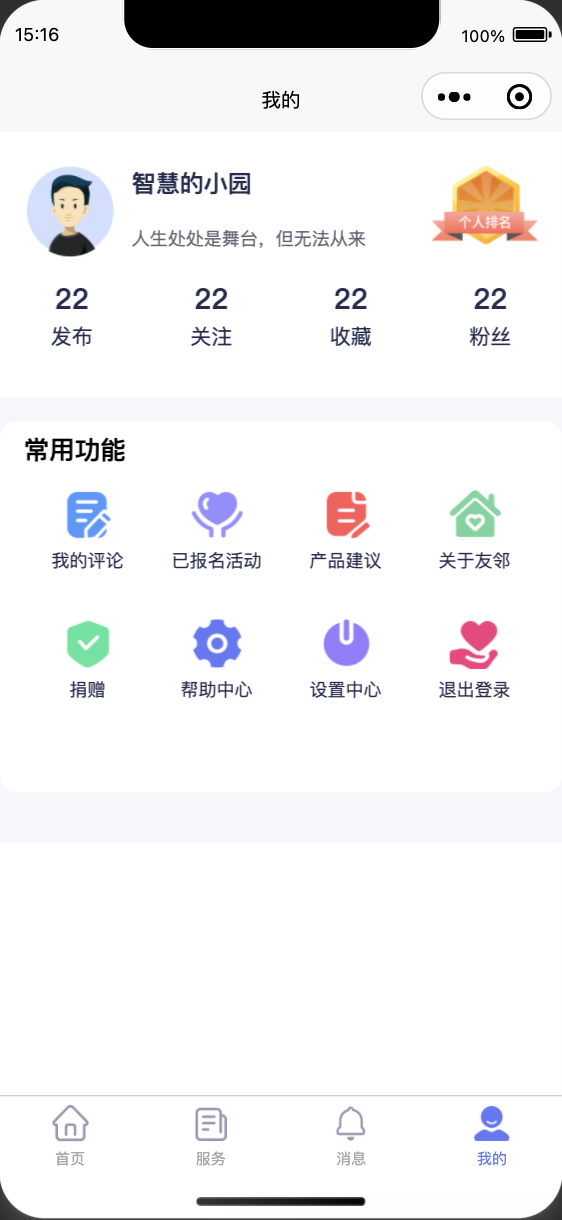 15:16
100%
我的
智慧的小园
个人排名
人生处处是舞台，但无法从来
22 22 22 22
发布 关注 收藏 粉丝
常用功能
我的评论 已报名活动 产品建议 关于友邻
捐赠 帮助中心 设置中心 退出登录
首页 服务 消息 我的